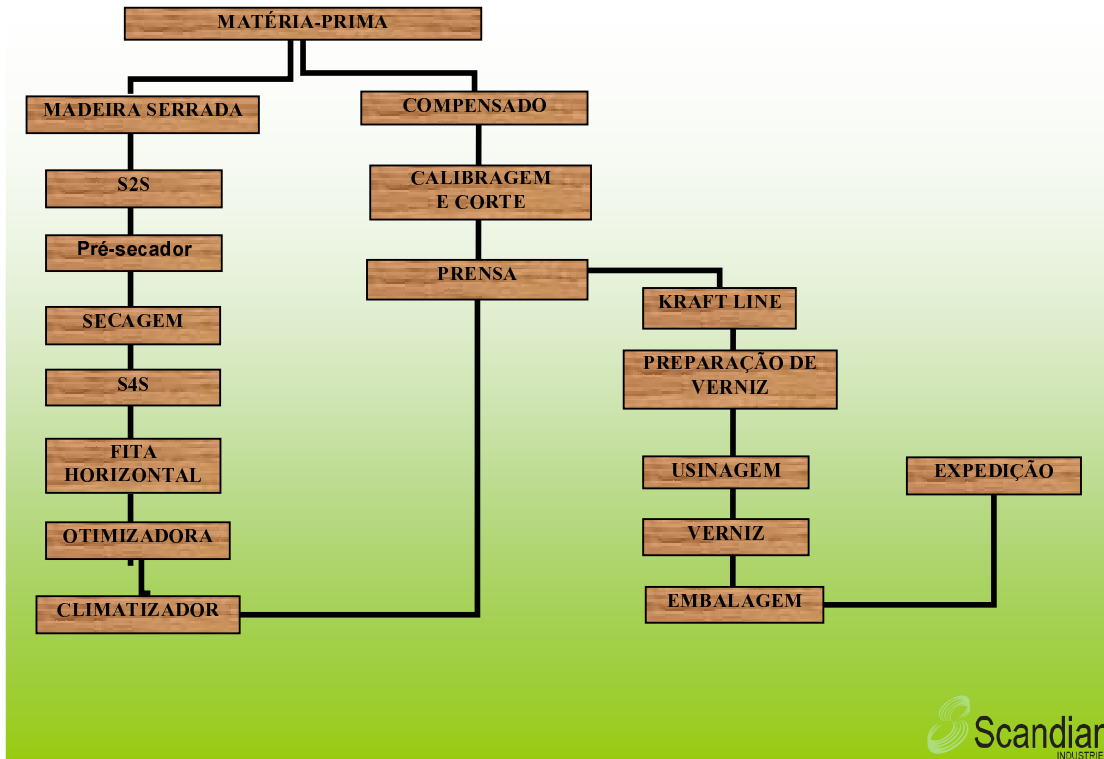 MATÉRIA-PRIMA
MADEIRA SERRADA
S2S
Pré-secador
SECAGEM
S4S
FITA
HORIZONTAL
OTIMIZADORA
CLIMATIZADOR
COMPENSADO
CALIBRAGEM
E CORTE
PRENSA
KRAFT LINE
PREPARAÇÃO DE
VERNIZ
USINAGEM
VERNIZ
EMBALAGEM
EXPEDIÇÃO
Scandiar
INDUSTRIE